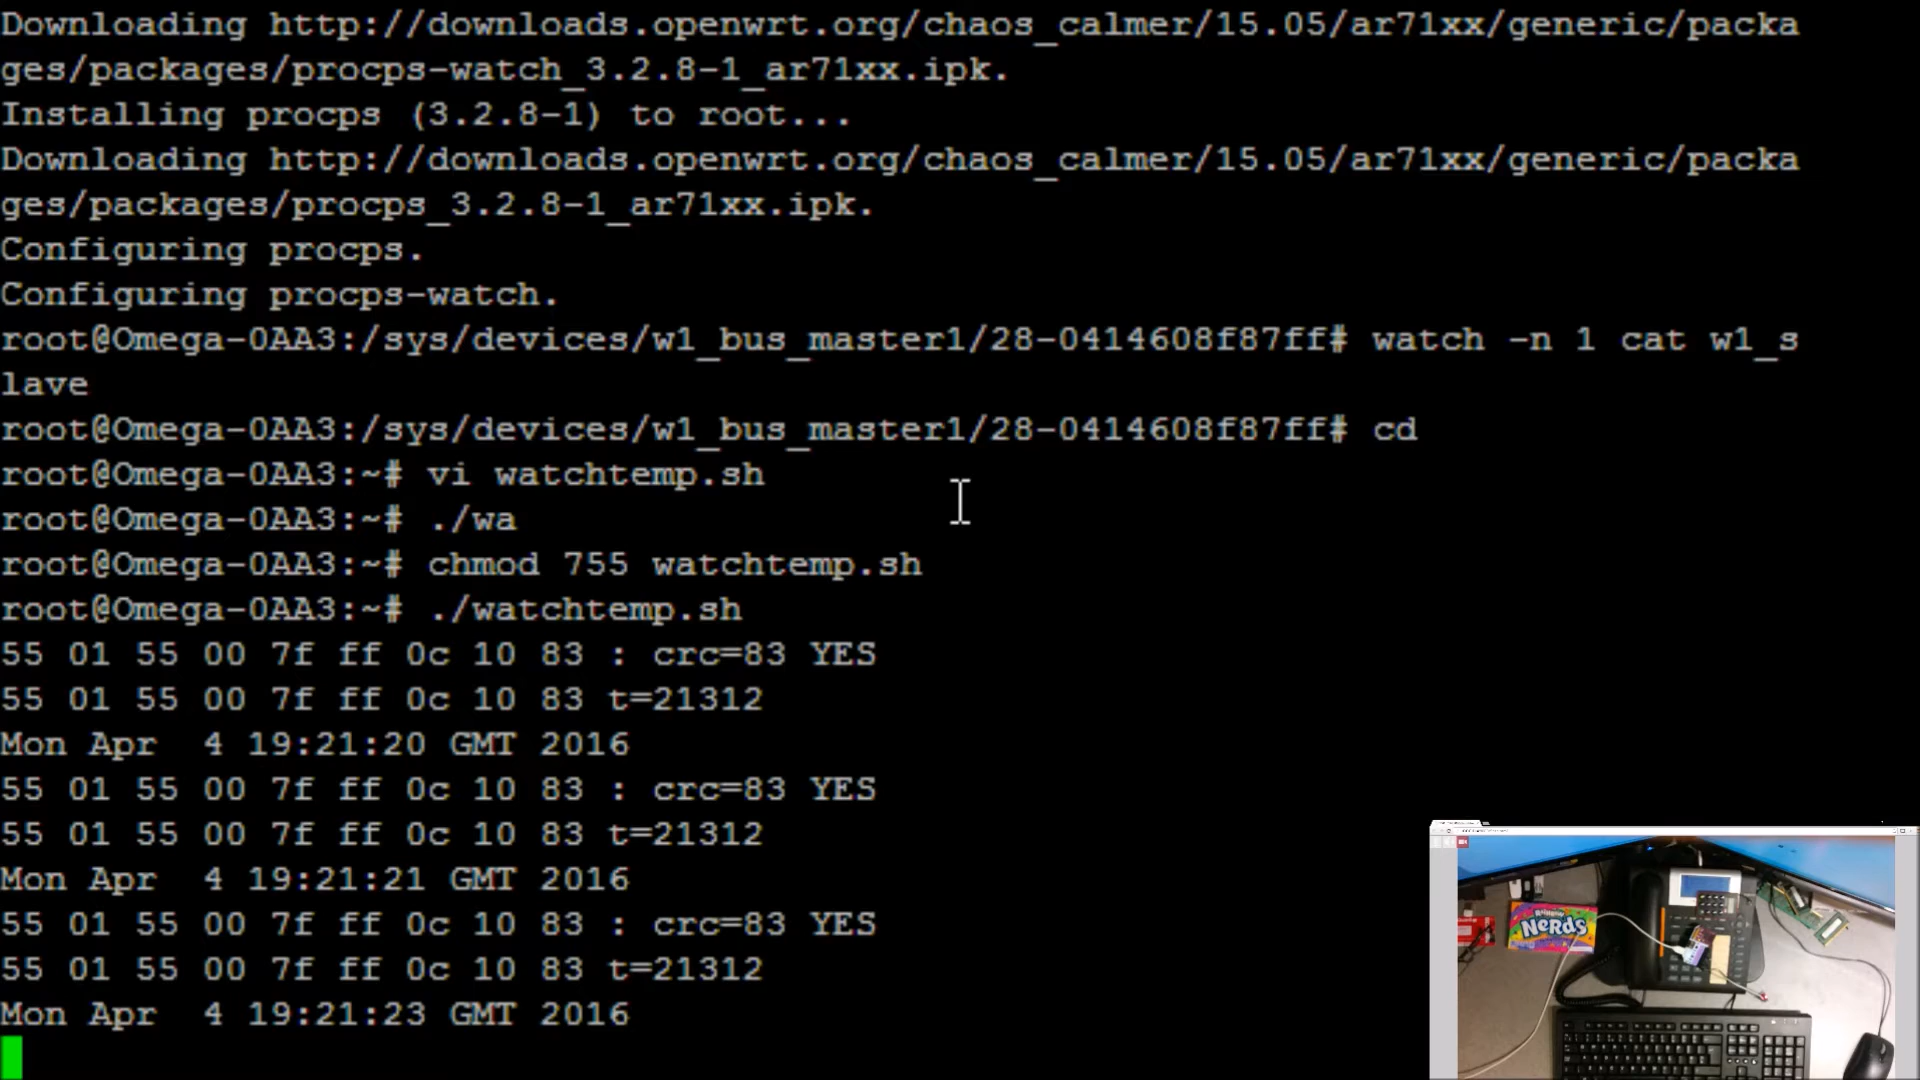 Downloading http://downloads.openwrt.org/chaos_calmer/15.05/ar71xx/generic/packa
ges/packages/procps-watch_3.2.8-1_ar71xx.ipk.
Installing procps (3.2.8-1) to root...
Downloading http://downloads.openwrt.org/chaos_calmer/15.05/ar71xx/generic/packa
ges/packages/procps_3.2.8-1_ar71xx.ipk.
Configuring procps.
Configuring procps-watch.
root@Omega-0AA3:/sys/devices/w1_bus_master1/28-0414608f87ff# watch -n 1 cat w1_s
lave
root@Omega-0AA3:/sys/devices/w1_bus_master1/28-0414608f87ff# cd
root@Omega-0AA3:~# vi watchtemp.sh
root@Omega-0AA3:~# ./wa
root@Omega-0AA3:~# chmod 755 watchtemp.sh
root@Omega-0AA3:~# ./watchtemp.sh
55 01 55 00 7f ff 0c 10 83 : crc=83 YES
55 01 55 00 7f ff 0c 10 83 t=21312
Mon Apr  4 19:21:20 GMT 2016
55 01 55 00 7f ff 0c 10 83 : crc=83 YES
55 01 55 00 7f ff 0c 10 83 t=21312
Mon Apr  4 19:21:21 GMT 2016
55 01 55 00 7f ff 0c 10 83 : crc=83 YES
55 01 55 00 7f ff 0c 10 83 t=21312
Mon Apr  4 19:21:23 GMT 2016
Rainbow
NeRds